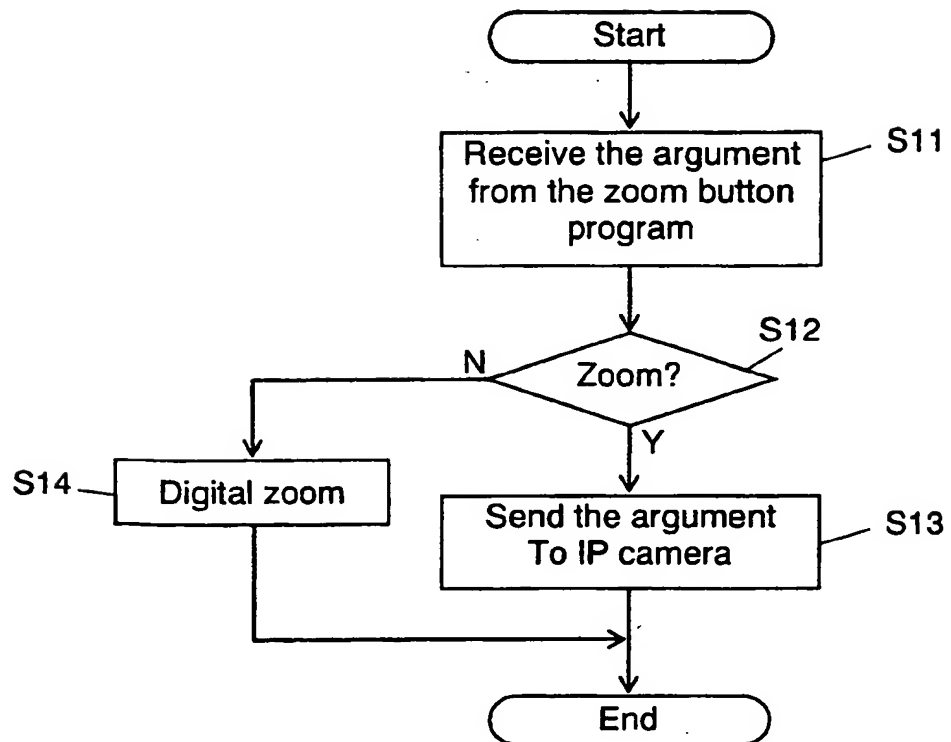 Start
Receive the argument
from the zoom button
program
S11
Zoom?
S12
N
Y
Digital zoom
S14
Send the argument
To IP camera
S13
End